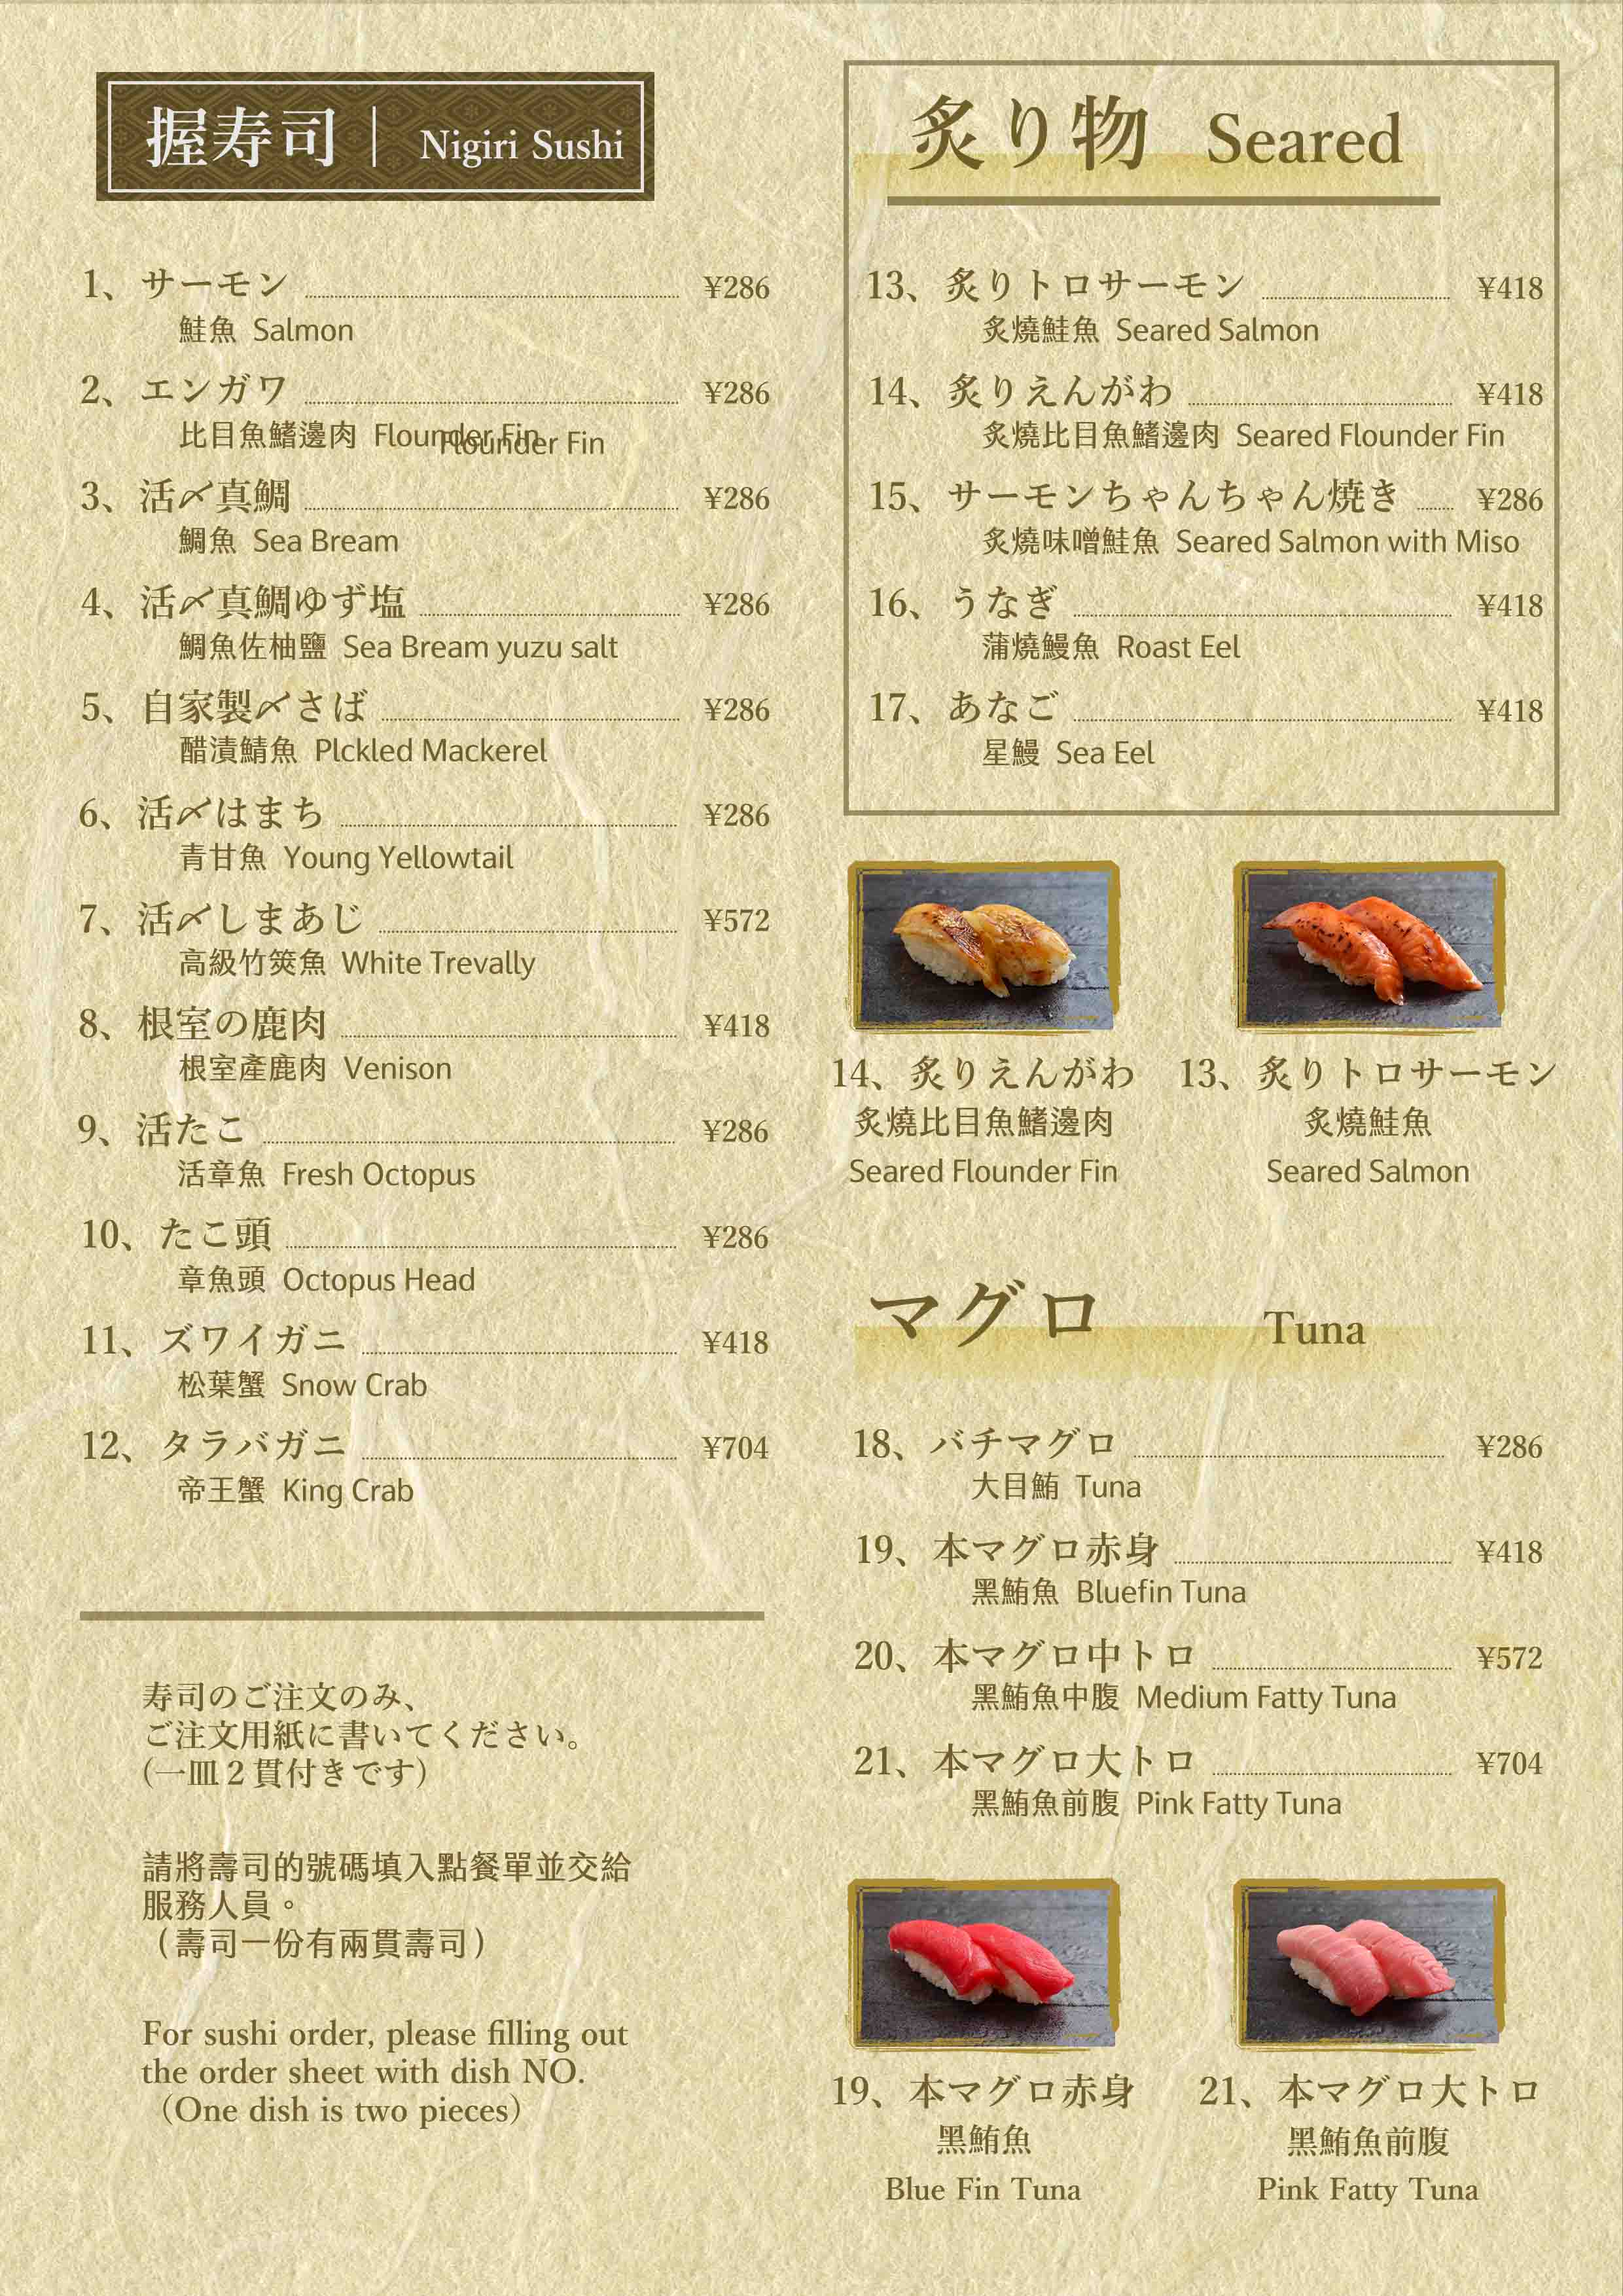 握寿司 Nigiri Sushi
1、サーモン ¥286
鮭魚 Salmon
2、エンガワ ¥286
比目魚鰭邊肉 Flounder Fin
Flounder Fin
3、活〆真鯛 ¥286
鯛魚 Sea Bream
4、活〆真鯛ゆず塩 ¥286
鯛魚佐柚鹽 Sea Bream yuzu salt
5、自家製〆さば ¥286
醋漬鯖魚 Plckled Mackerel
6、活〆はまち ¥286
青甘魚 Young Yellowtail
7、活〆しまあじ ¥572
高級竹筴魚 White Trevally
8、根室の鹿肉 ¥418
根室產鹿肉 Venison
9、活たこ ¥286
活章魚 Fresh Octopus
10、たこ頭 ¥286
章魚頭 Octopus Head
11、ズワイガニ ¥418
松葉蟹 Snow Crab
12、タラバガニ ¥704
帝王蟹 King Crab
寿司のご注文のみ、
ご注文用紙に書いてください。
(一皿２貫付きです)
請將壽司的號碼填入點餐單並交給
服務人員。
（壽司一份有兩貫壽司）
For sushi order, please filling out
the order sheet with dish NO.
（One dish is two pieces）
炙り物 Seared
13、炙りトロサーモン ¥418
炙燒鮭魚 Seared Salmon
14、炙りえんがわ ¥418
炙燒比目魚鰭邊肉 Seared Flounder Fin
15、サーモンちゃんちゃん焼き ¥286
炙燒味噌鮭魚 Seared Salmon with Miso
16、うなぎ ¥418
蒲燒鰻魚 Roast Eel
17、あなご ¥418
星鰻 Sea Eel
14、炙りえんがわ
炙燒比目魚鰭邊肉
Seared Flounder Fin
13、炙りトロサーモン
炙燒鮭魚
Seared Salmon
マグロ Tuna
18、バチマグロ ¥286
大目鮪 Tuna
19、本マグロ赤身 ¥418
黑鮪魚 Bluefin Tuna
20、本マグロ中トロ ¥572
黑鮪魚中腹 Medium Fatty Tuna
21、本マグロ大トロ ¥704
黑鮪魚前腹 Pink Fatty Tuna
19、本マグロ赤身
黑鮪魚
Blue Fin Tuna
21、本マグロ大トロ
黑鮪魚前腹
Pink Fatty Tuna